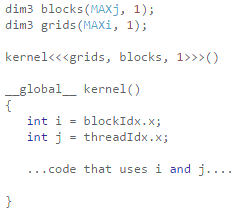 dim3 blocks(MAXj, 1);
dim3 grids(MAXi, 1);
kernel<<<grids, blocks, 1>>>()
__global__ kernel()
{
    int i = blockIdx.x;
    int j = threadIdx.x;
    ...code that uses i and j....
}